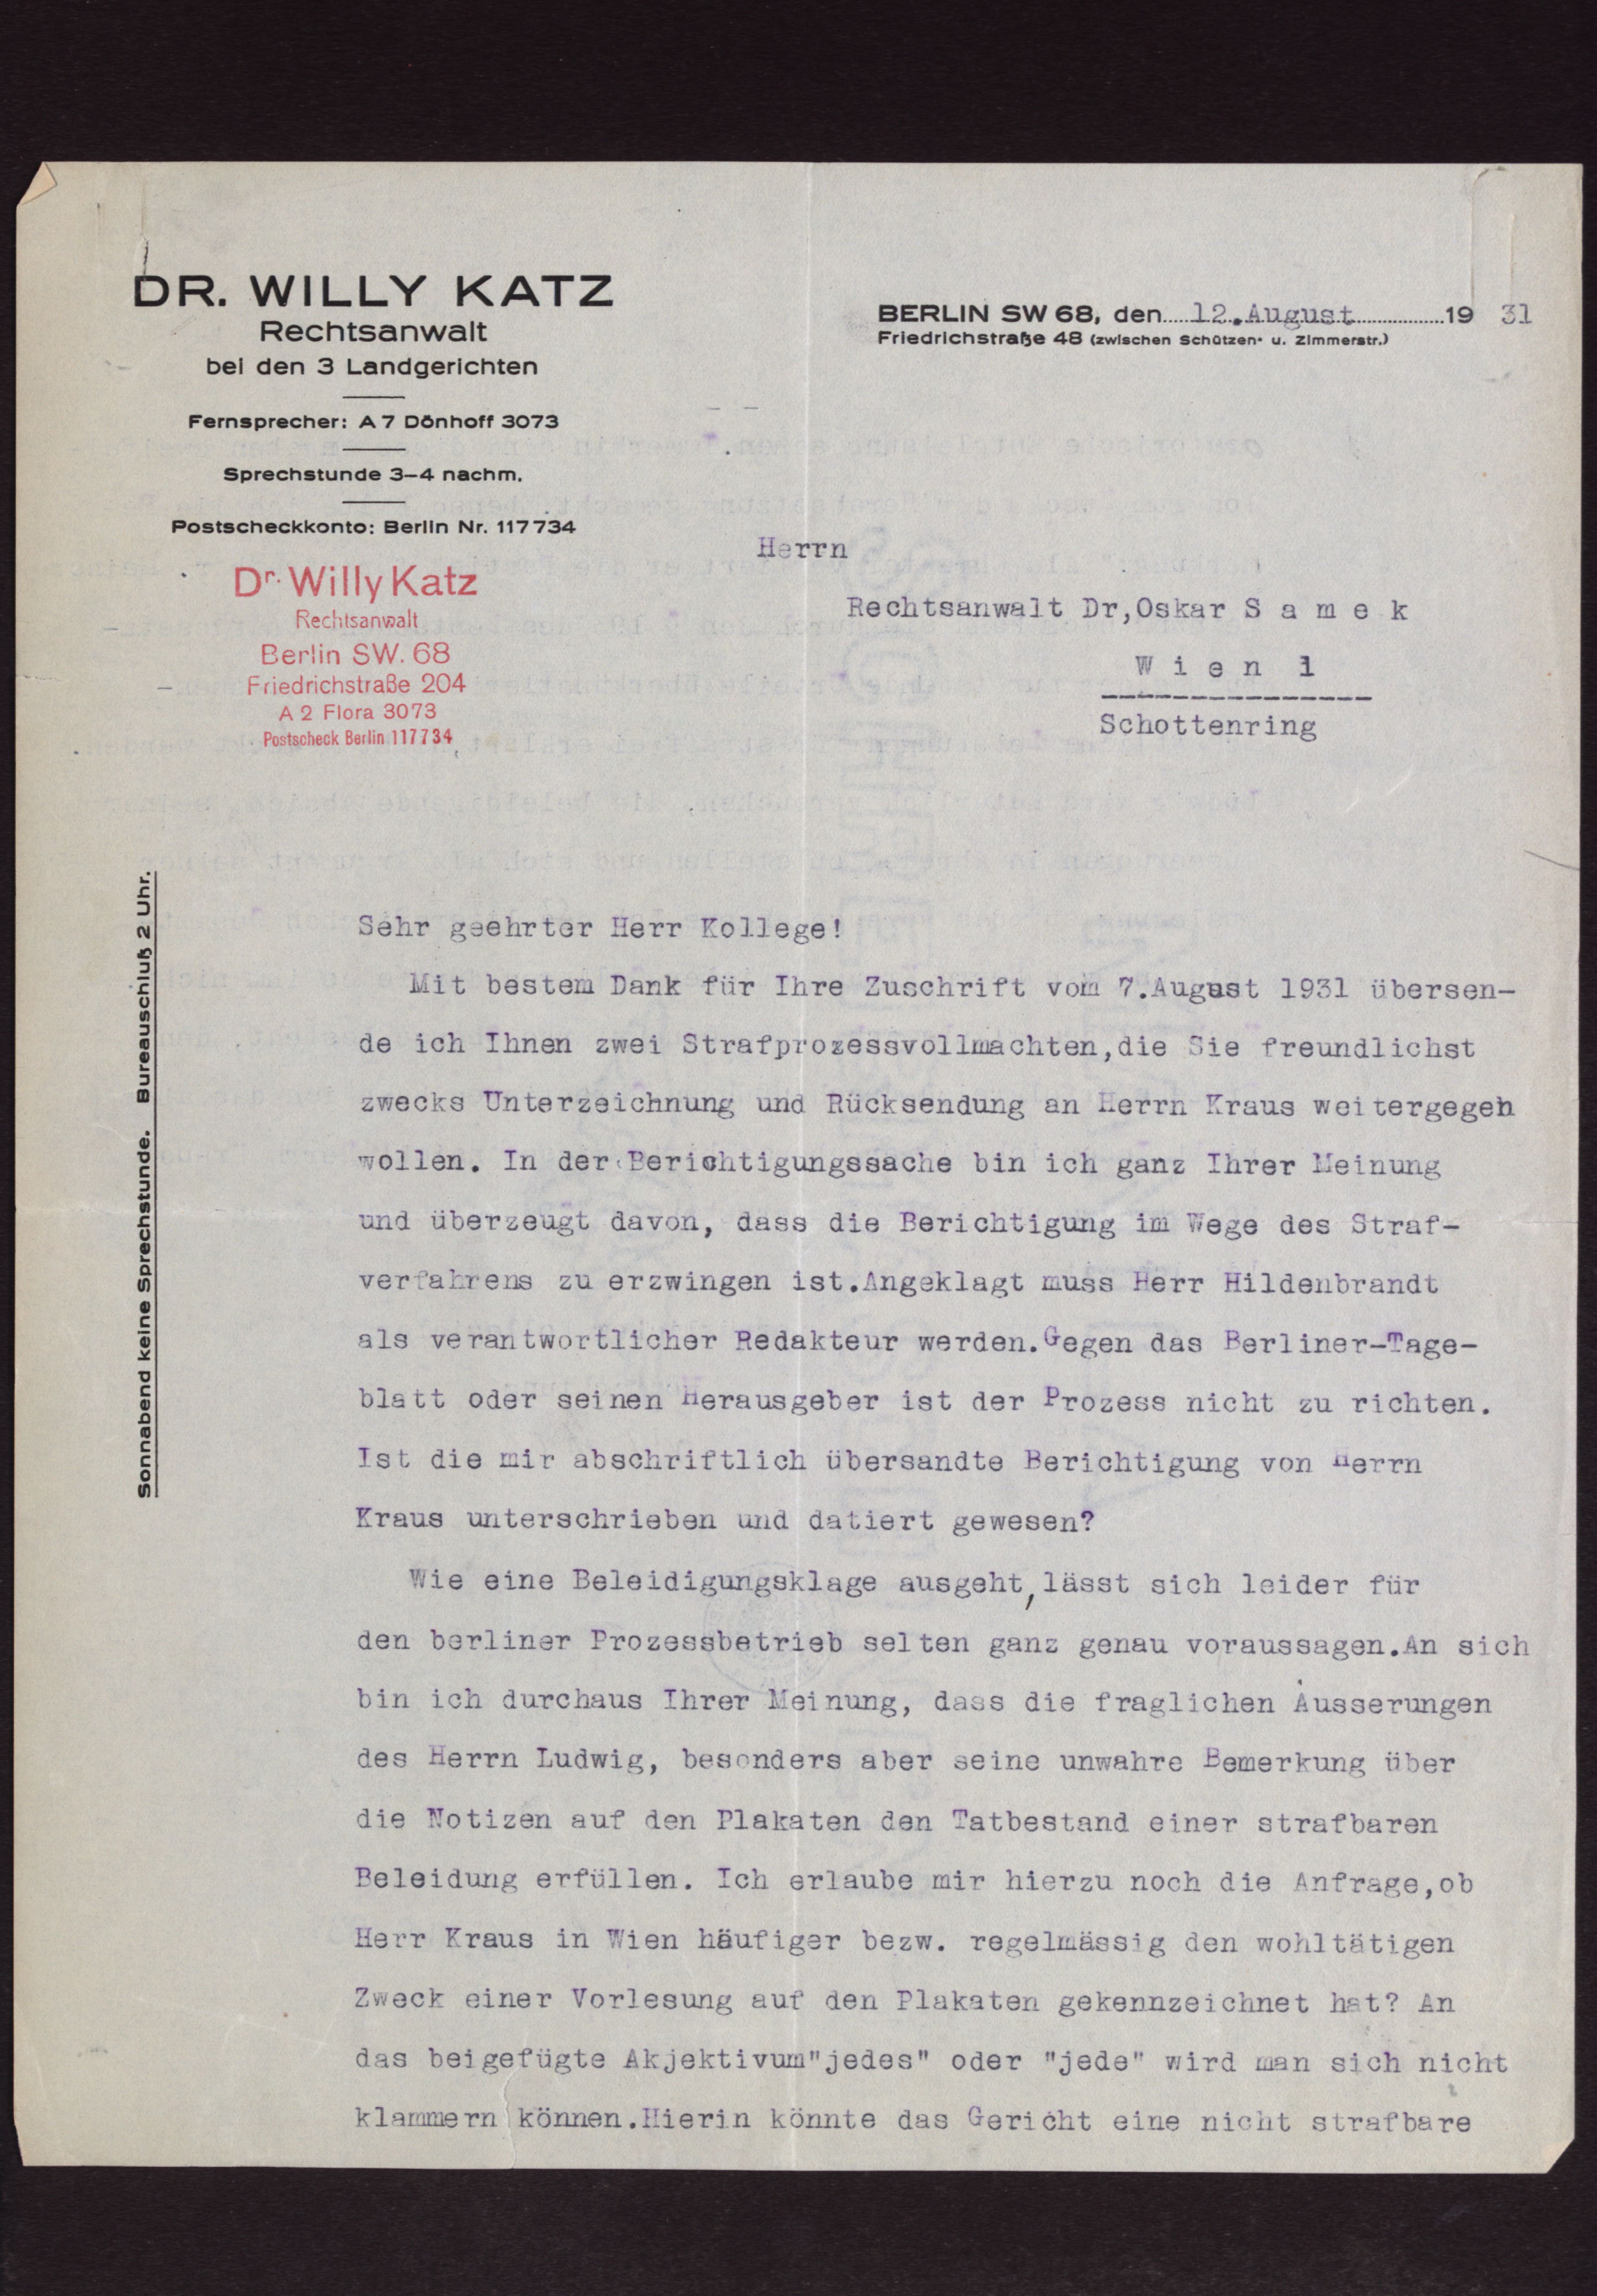 DR. WILLY KATZ
Rechtsanwalt
bei den 3 Landgerichten
Fernsprecher: A 7 Dönhoff 3073
Sprechstunde 3–4 nachm.
Postscheckkonto: Berlin Nr. 117734
Dr. Willy Katz
Rechtsanwalt
Berlin SW. 68
Friedrichstraße 204
A 2 Flora 3073
Postscheck Berlin 117734
BERLIN SW 68, den 12.August 19 31
Friedrichstraße 48 (zwischen Schützen- u. Zimmerstr.)
Herrn
Rechtsanwalt Dr,Oskar S a m e k
W i e n 1
Schottenring
Sonnabend keine Sprechstunde. Bureauschluß 2 Uhr.
Sehr geehrter Herr Kollege!
Mit bestem Dank für Ihre Zuschrift vom 7.August 1931 übersen-
de ich Ihnen zwei Strafprozessvollmachten,die Sie freundlichst
zwecks Unterzeichnung und Rücksendung an Herrn Kraus weitergegeh
wollen. In der Berichtigungssache bin ich ganz Ihrer Meinung
und überzeugt davon, dass die Berichtigung im Wege des Straf-
verfahrens zu erzwingen ist.Angeklagt muss Herr Hildenbrandt
als verantwortlicher Redakteur werden.Gegen das Berliner-Tage-
blatt oder seinen Herausgeber ist der Prozess nicht zu richten.
Ist die mir abschriftlich übersandte Berichtigung von Herrn
Kraus unterschrieben und datiert gewesen?
Wie eine Beleidigungsklage ausgeht,lässt sich leider für
den berliner Prozessbetrieb selten ganz genau voraussagen.An sich
bin ich durchaus Ihrer Meinung, dass die fraglichen Äusserungen
des Herrn Ludwig, besonders aber seine unwahre Bemerkung über
die Notizen auf den Plakaten den Tatbestand einer strafbaren
Beleidung erfüllen. Ich erlaube mir hierzu noch die Anfrage,ob
Herr Kraus in Wien häufiger bezw. regelmässig den wohltätigen
Zweck einer Vorlesung auf den Plakaten gekennzeichnet hat? An
das beigefügte Akjektivum"jedes" oder "jede" wird man sich nicht
klammern können.Hierin könnte das Gericht eine nicht strafbare